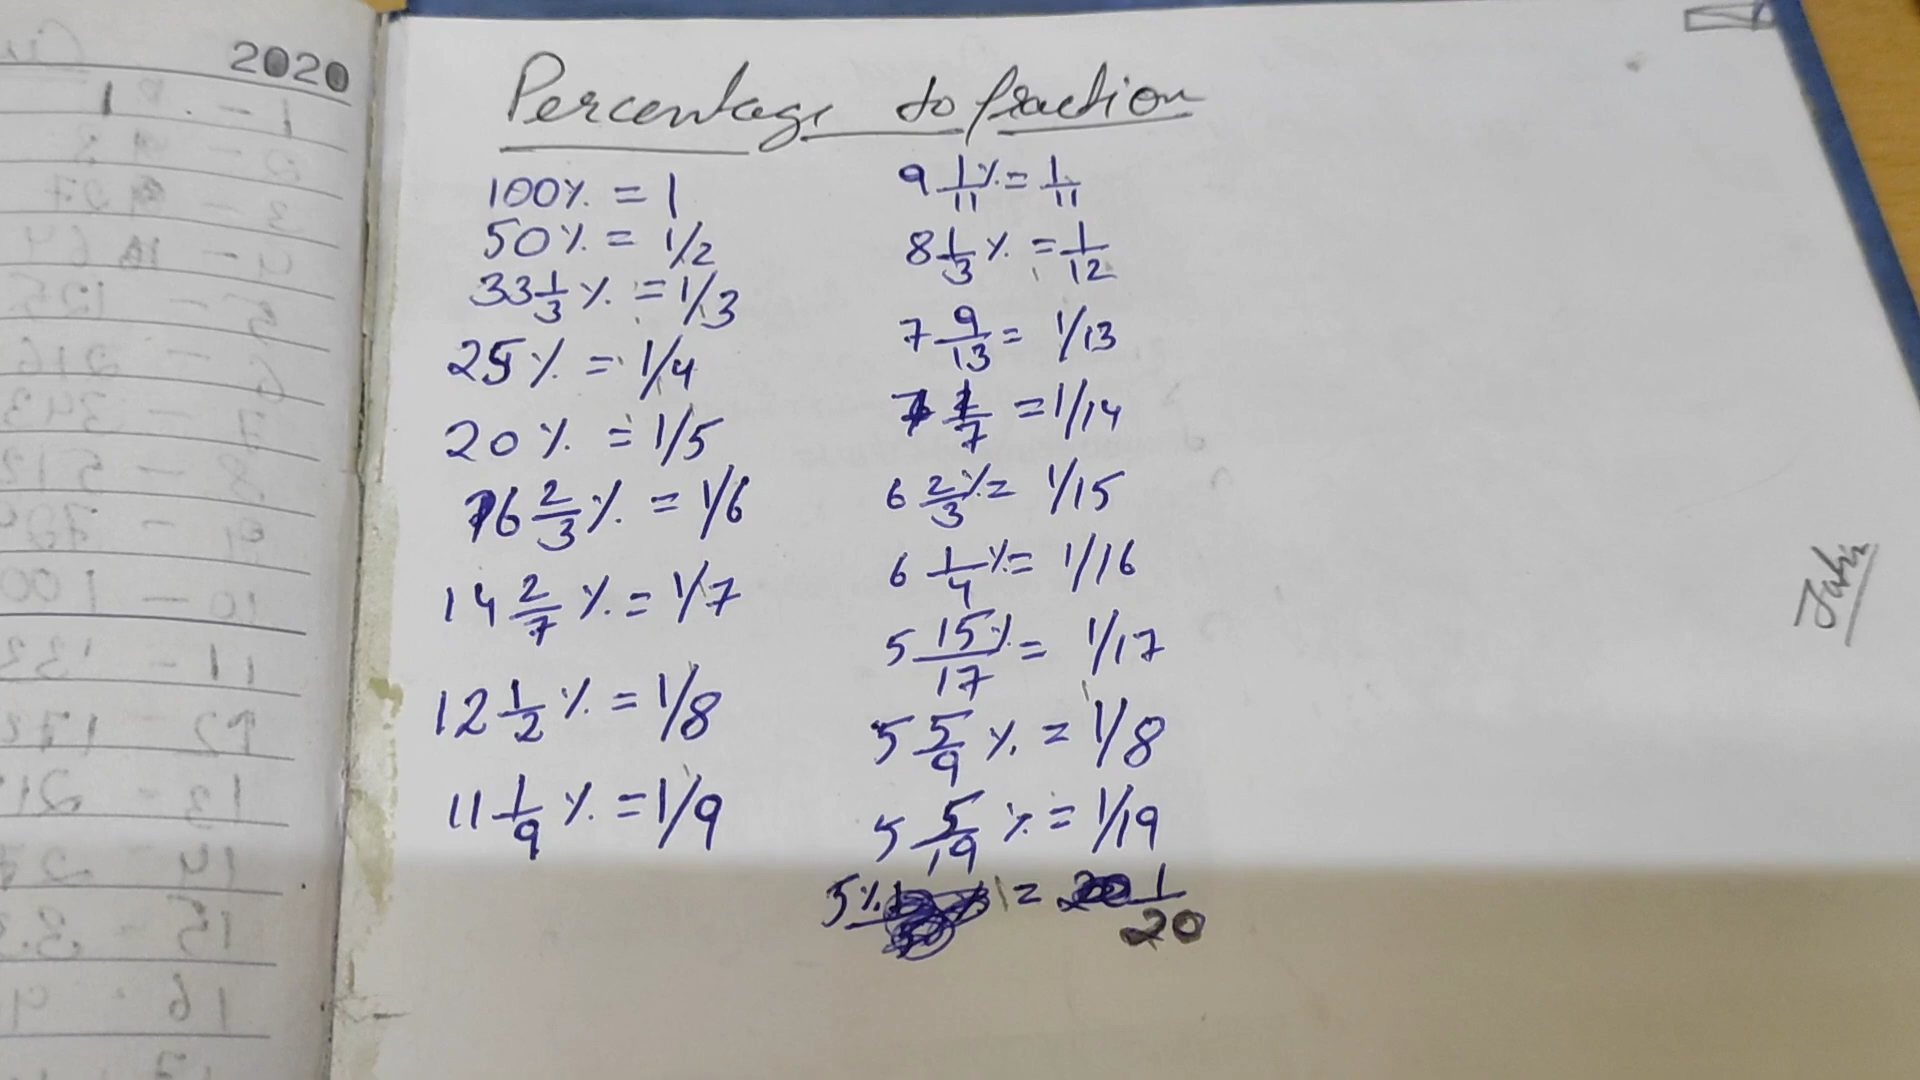 2020
Percentage to fraction
100% = 1
50% = 1/2
33 1/3 % = 1/3
25% = 1/4
20% = 1/5
16 2/3 % = 1/6
14 2/7 % = 1/7
12 1/2 % = 1/8
11 1/9 % = 1/9
9 1/11 % = 1/11
8 1/3 % = 1/12
7 9/13 = 1/13
7 1/7 = 1/14
6 2/3 % = 1/15
6 1/4 % = 1/16
5 15/17 % = 1/17
5 5/9 % = 1/8
5 5/19 % = 1/19
5% = 1/20